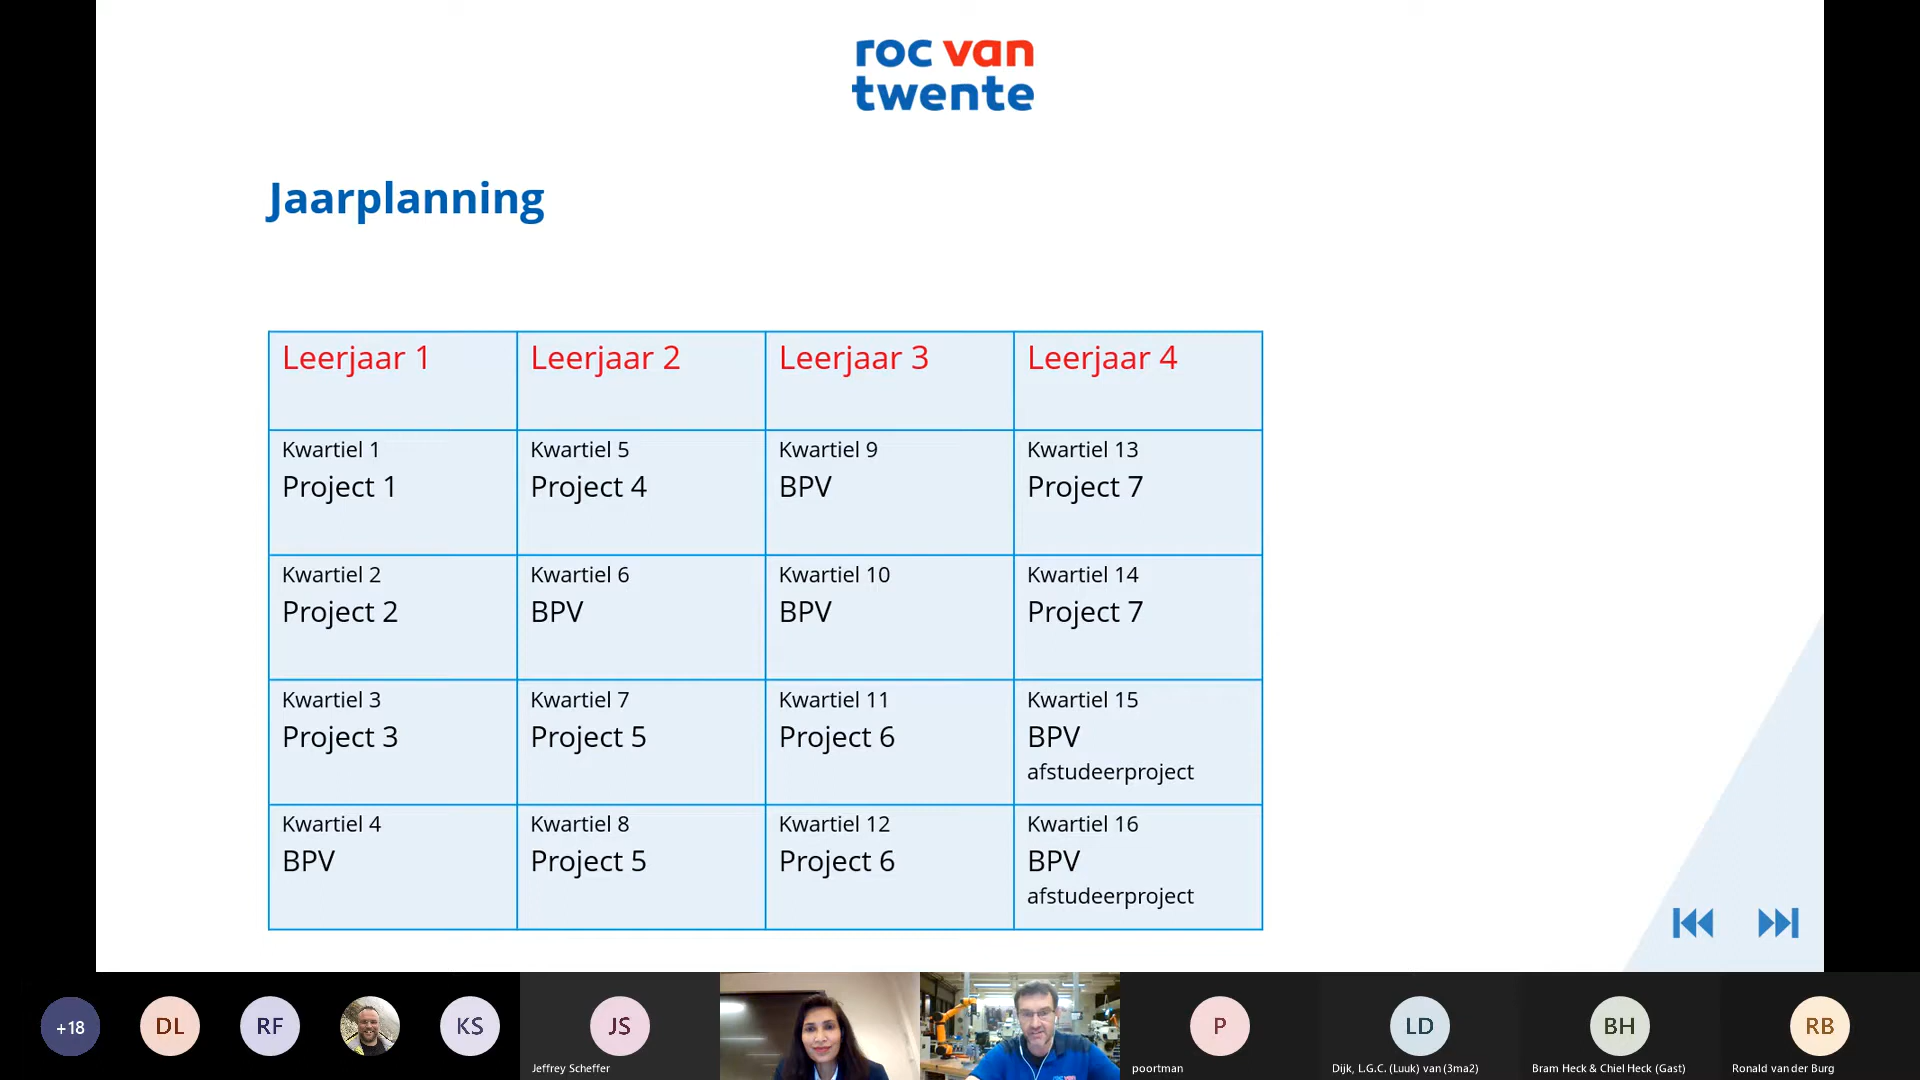 roc van
twente
Jaarplanning
Leerjaar 1
Leerjaar 2
Leerjaar 3
Leerjaar 4
Kwartiel 1
Project 1
Kwartiel 5
Project 4
Kwartiel 9
BPV
Kwartiel 13
Project 7
Kwartiel 2
Project 2
Kwartiel 6
BPV
Kwartiel 10
BPV
Kwartiel 14
Project 7
Kwartiel 3
Project 3
Kwartiel 7
Project 5
Kwartiel 11
Project 6
Kwartiel 15
BPV
afstudeerproject
Kwartiel 4
BPV
Kwartiel 8
Project 5
Kwartiel 12
Project 6
Kwartiel 16
BPV
afstudeerproject
+18
DL
RF
KS
JS
Jeffrey Scheffer
roc van
P
poortman
LD
Dijk, L.G.C. (Luuk) van (3ma2)
BH
Bram Heck & Chiel Heck (Gast)
RB
Ronald van der Burg